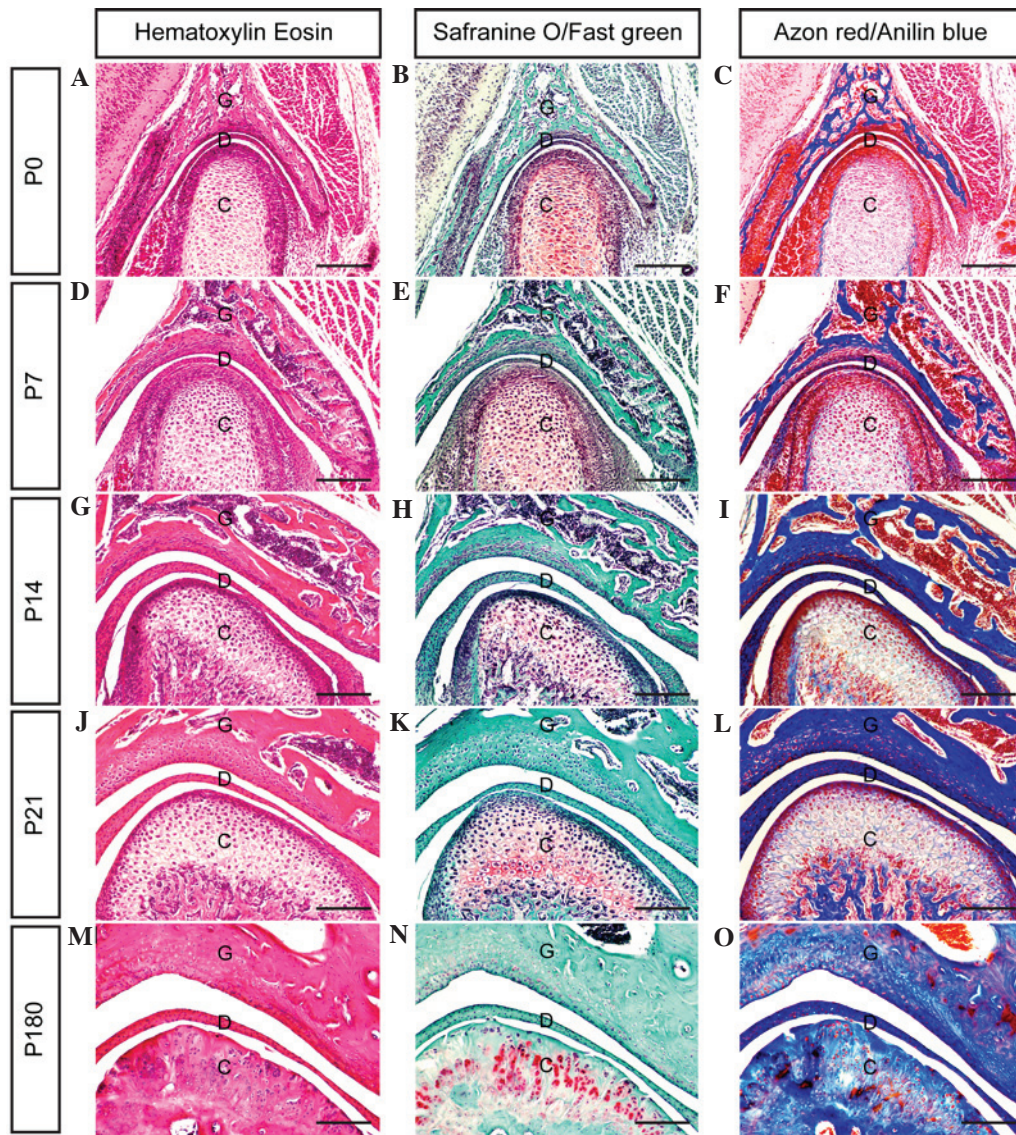 Hematoxylin Eosin Safranine O/Fast green Azon red/Anilin blue
P0
A B C
G G G
D D D
C C C
P7
D E F
G G G
D D D
C C C
P14
G H I
G G G
D D D
C C C
P21
J K L
G G G
D D D
C C C
P180
M N O
G G G
D D D
C C C